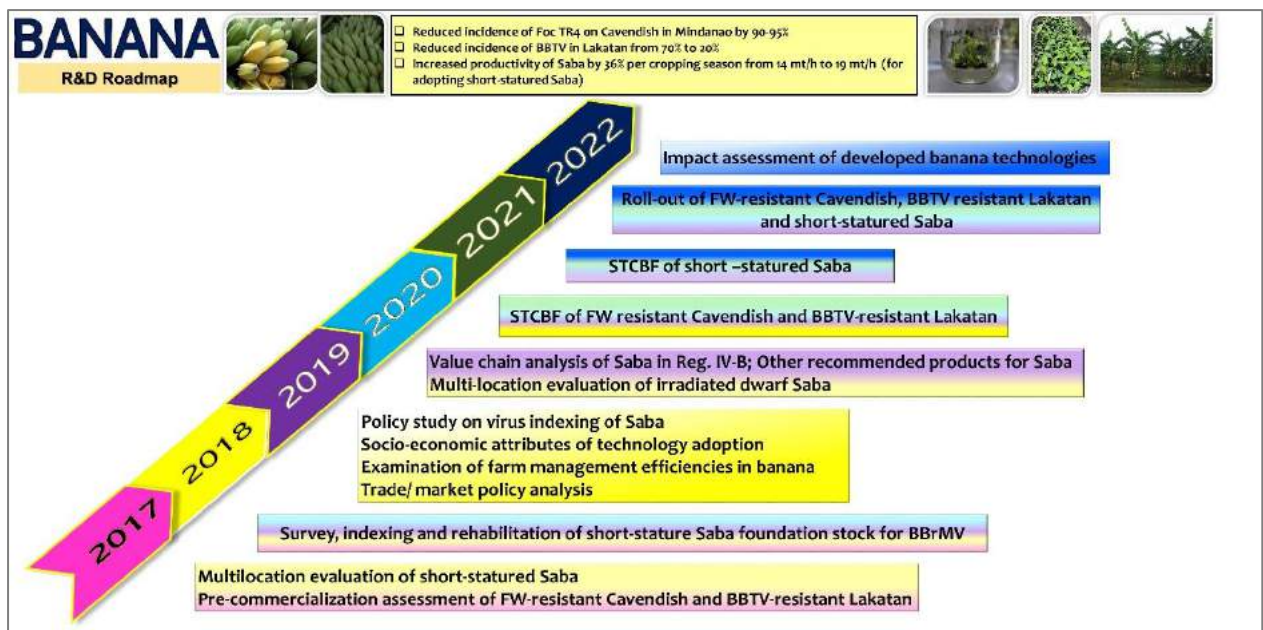 BANANA
R&D Roadmap
❑ Reduced incidence of Foc TR4 on Cavendish in Mindanao by 90-95%
❑ Reduced incidence of BBTV in Lakatan from 70% to 20%
❑ Increased productivity of Saba by 36% per cropping season from 14 mt/h to 19 mt/h (for
adopting short-statured Saba)
2022
Impact assessment of developed banana technologies
Roll-out of FW-resistant Cavendish, BBTV resistant Lakatan
and short-statured Saba
2021
STCBF of short –statured Saba
2020
STCBF of FW resistant Cavendish and BBTV-resistant Lakatan
2019
Value chain analysis of Saba in Reg. IV-B; Other recommended products for Saba
Multi-location evaluation of irradiated dwarf Saba
2018
Policy study on virus indexing of Saba
Socio-economic attributes of technology adoption
Examination of farm management efficiencies in banana
Trade/ market policy analysis
2017
Survey, indexing and rehabilitation of short-stature Saba foundation stock for BBrMV
Multilocation evaluation of short-statured Saba
Pre-commercialization assessment of FW-resistant Cavendish and BBTV-resistant Lakatan